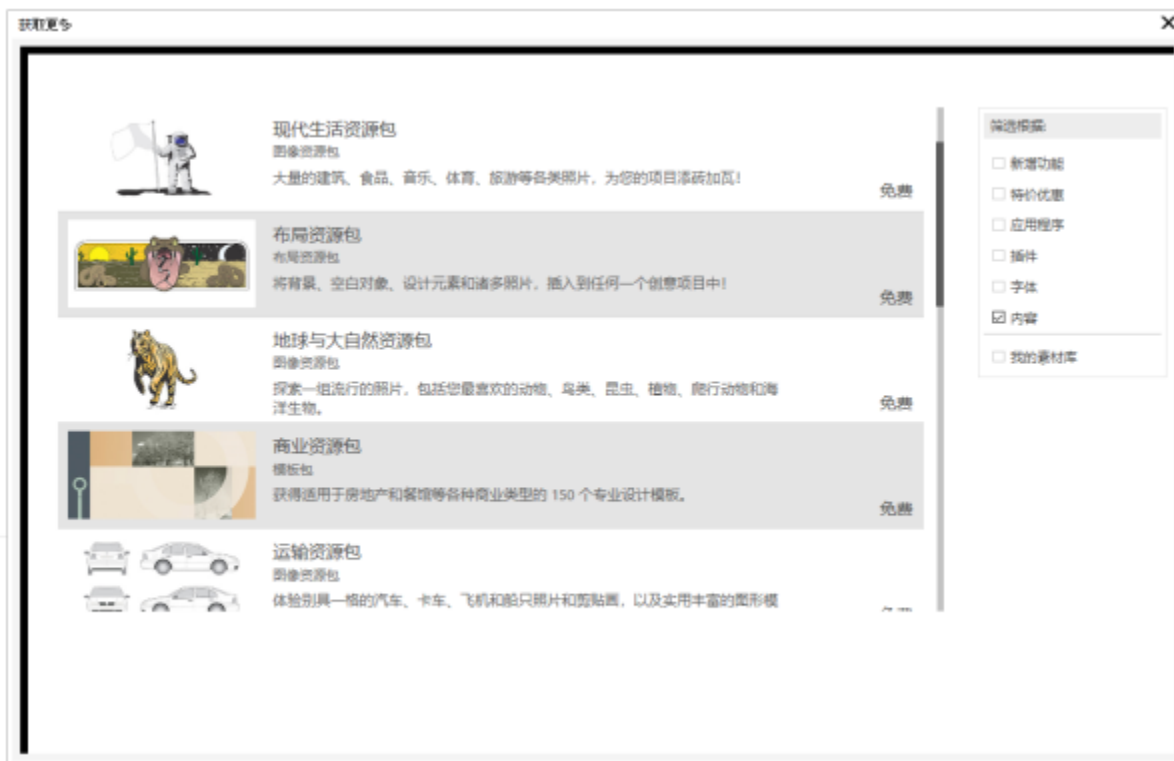 获取更多
现代生活资源包
图像资源包
大量的建筑、食品、音乐、体育、旅游等各类照片，为您的项目添砖加瓦！
免费
布局资源包
布局资源包
将背景、空白对象、设计元素和诸多照片，插入到任何一个创意项目中！
免费
地球与大自然资源包
图像资源包
探索一组流行的照片，包括您最喜欢的动物、鸟类、昆虫、植物、爬行动物和海
洋生物。
免费
商业资源包
模板包
获得适用于房地产和餐馆等各种商业类型的 150 个专业设计模板。
免费
运输资源包
图像资源包
体验别具一格的汽车、卡车、飞机和船只照片和剪贴画，以及实用丰富的图形模
筛选根据:
新增功能
特价优惠
应用程序
插件
字体
内容
我的素材库